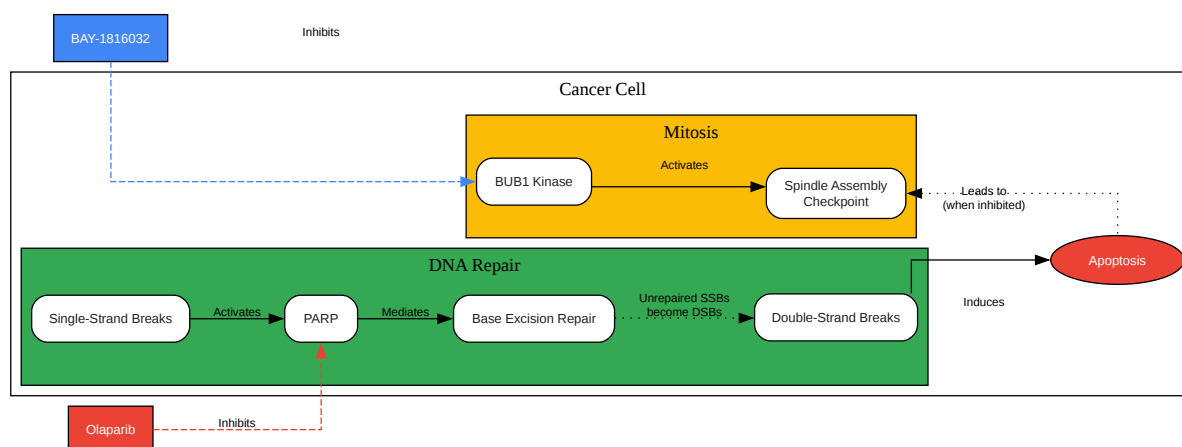 BAY-1816032
Inhibits
Cancer Cell
Mitosis
BUB1 Kinase
Activates
Spindle Assembly
Checkpoint
Leads to
(when inhibited)
DNA Repair
Apoptosis
Single-Strand Breaks
Activates
PARP
Mediates
Base Excision Repair
Unrepaired SSBs
become DSBs
Double-Strand Breaks
Induces
Olaparib
Inhibits